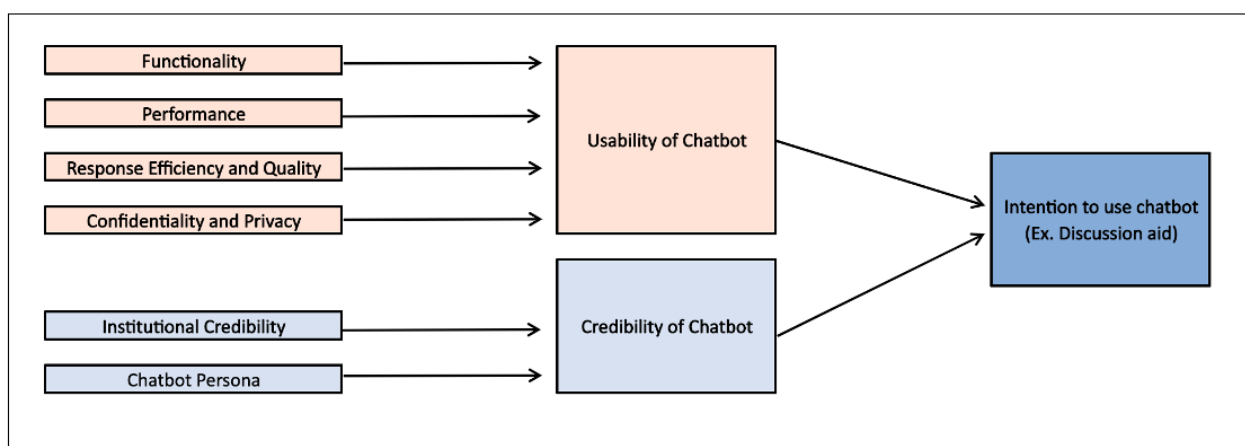 Functionality
Performance
Response Efficiency and Quality
Confidentiality and Privacy
Usability of Chatbot
Institutional Credibility
Chatbot Persona
Credibility of Chatbot
Intention to use chatbot
(Ex. Discussion aid)